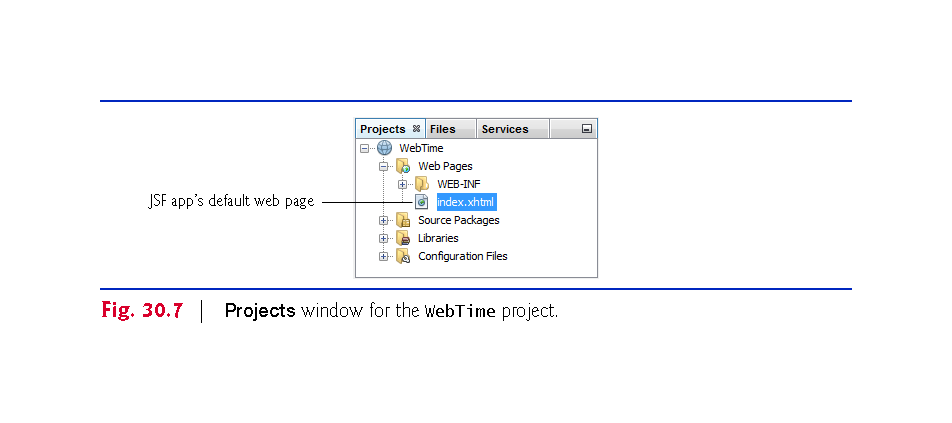 Projects Files Services
WebTime
Web Pages
WEB-INF
JSF app's default web page index.xhtml
Source Packages
Libraries
Configuration Files
Fig. 30.7 | Projects window for the WebTime project.